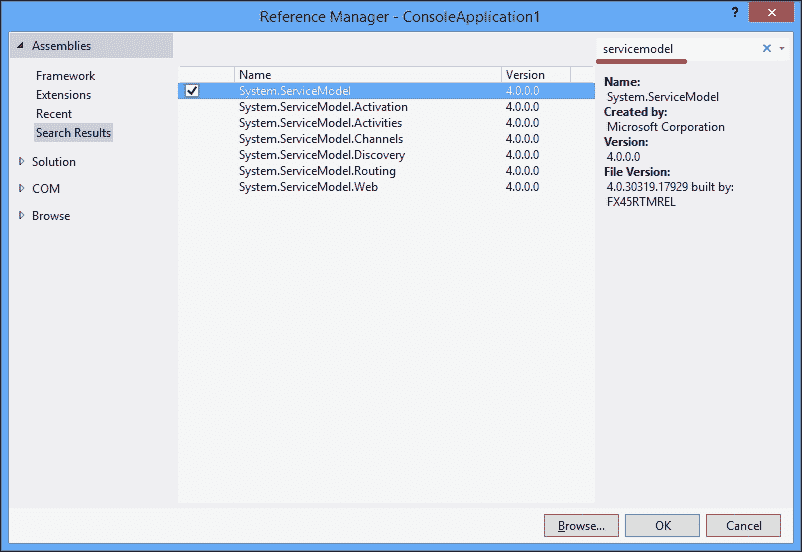 Reference Manager - ConsoleApplication1
?
Assemblies
Framework
Extensions
Recent
Search Results
Solution
COM
Browse
Name Version
System.ServiceModel 4.0.0.0
System.ServiceModel.Activation 4.0.0.0
System.ServiceModel.Activities 4.0.0.0
System.ServiceModel.Channels 4.0.0.0
System.ServiceModel.Discovery 4.0.0.0
System.ServiceModel.Routing 4.0.0.0
System.ServiceModel.Web 4.0.0.0
servicemodel
Name:
System.ServiceModel
Created by:
Microsoft Corporation
Version:
4.0.0.0
File Version:
4.0.30319.17929 built by:
FX45RTMREL
Browse... OK Cancel